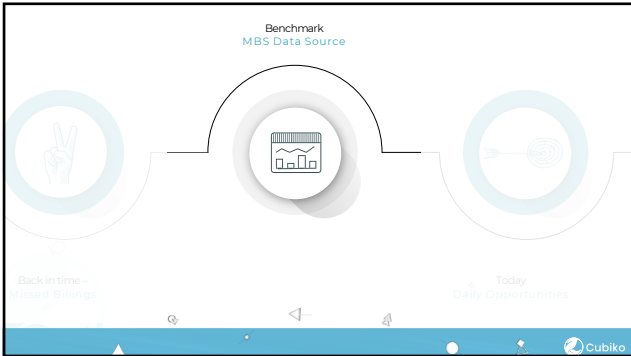 Benchmark
MBS Data Source
Back in time –
Missed Billings
Today
Daily Opportunities
Cubiko